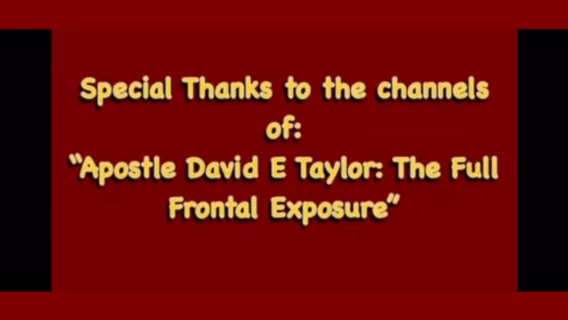 Special Thanks to the channels
of:
“Apostle David E Taylor: The Full
Frontal Exposure”